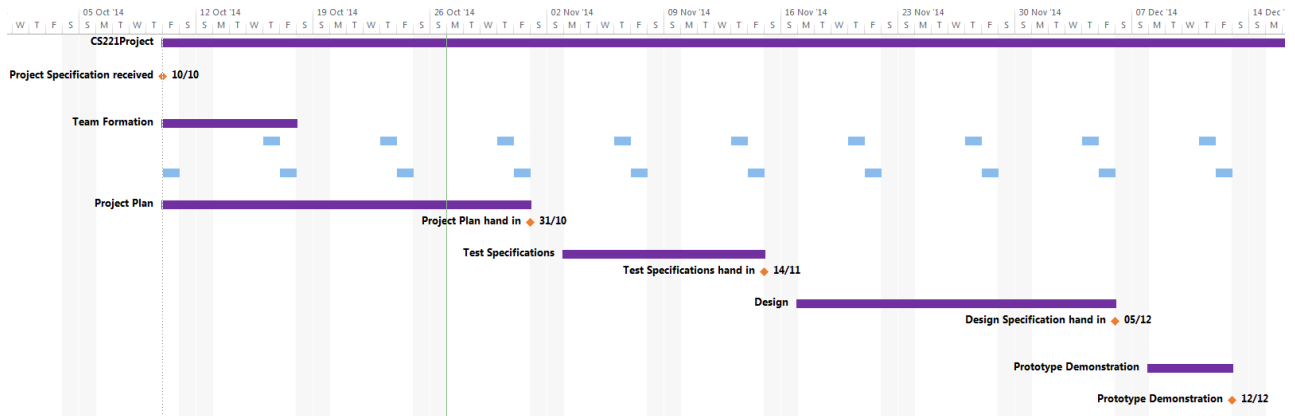 05 Oct '14 12 Oct '14 19 Oct '14 26 Oct '14 02 Nov '14 09 Nov '14 16 Nov '14 23 Nov '14 30 Nov '14 07 Dec '14 14 Dec '
W T F S S M T W T F S S M T W T F S S M T W T F S S M T W T F S S M T W T F S S M T W T F S S M T W T F S S M T W T F S S M T W T F S S M T W T F S S M
CS221Project
Project Specification received 10/10
Team Formation
Project Plan
Project Plan hand in 31/10
Test Specifications
Test Specifications hand in 14/11
Design
Design Specification hand in 05/12
Prototype Demonstration
Prototype Demonstration 12/12